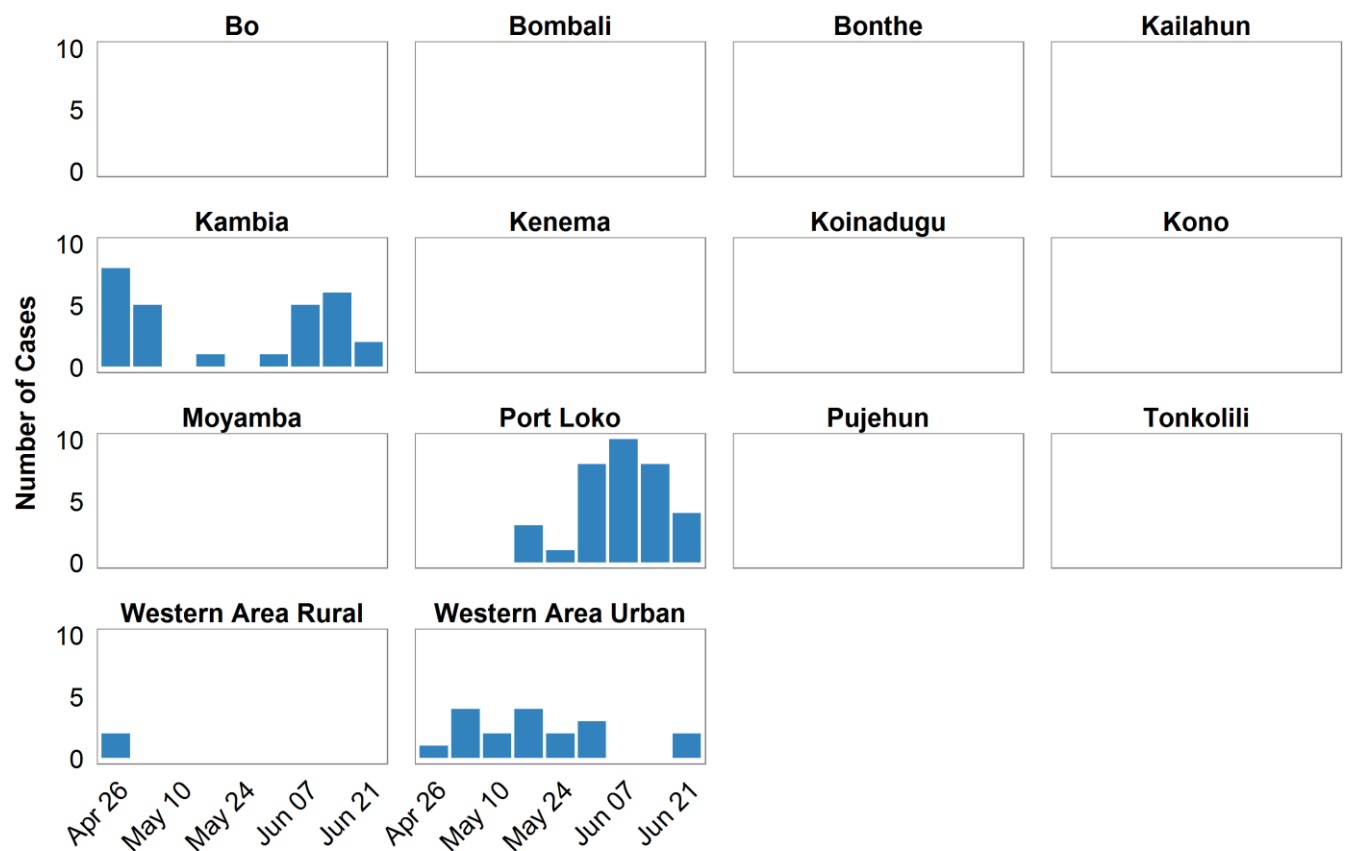 Bo Bombali Bonthe Kailahun
10
5
0
Kambia Kenema Koinadugu Kono
10
5
0
Number of Cases
Moyamba Port Loko Pujehun Tonkolili
10
5
0
Western Area Rural Western Area Urban
10
5
0
Apr 26 May 10 May 24 Jun 07 Jun 21 Apr 26 May 10 May 24 Jun 07 Jun 21